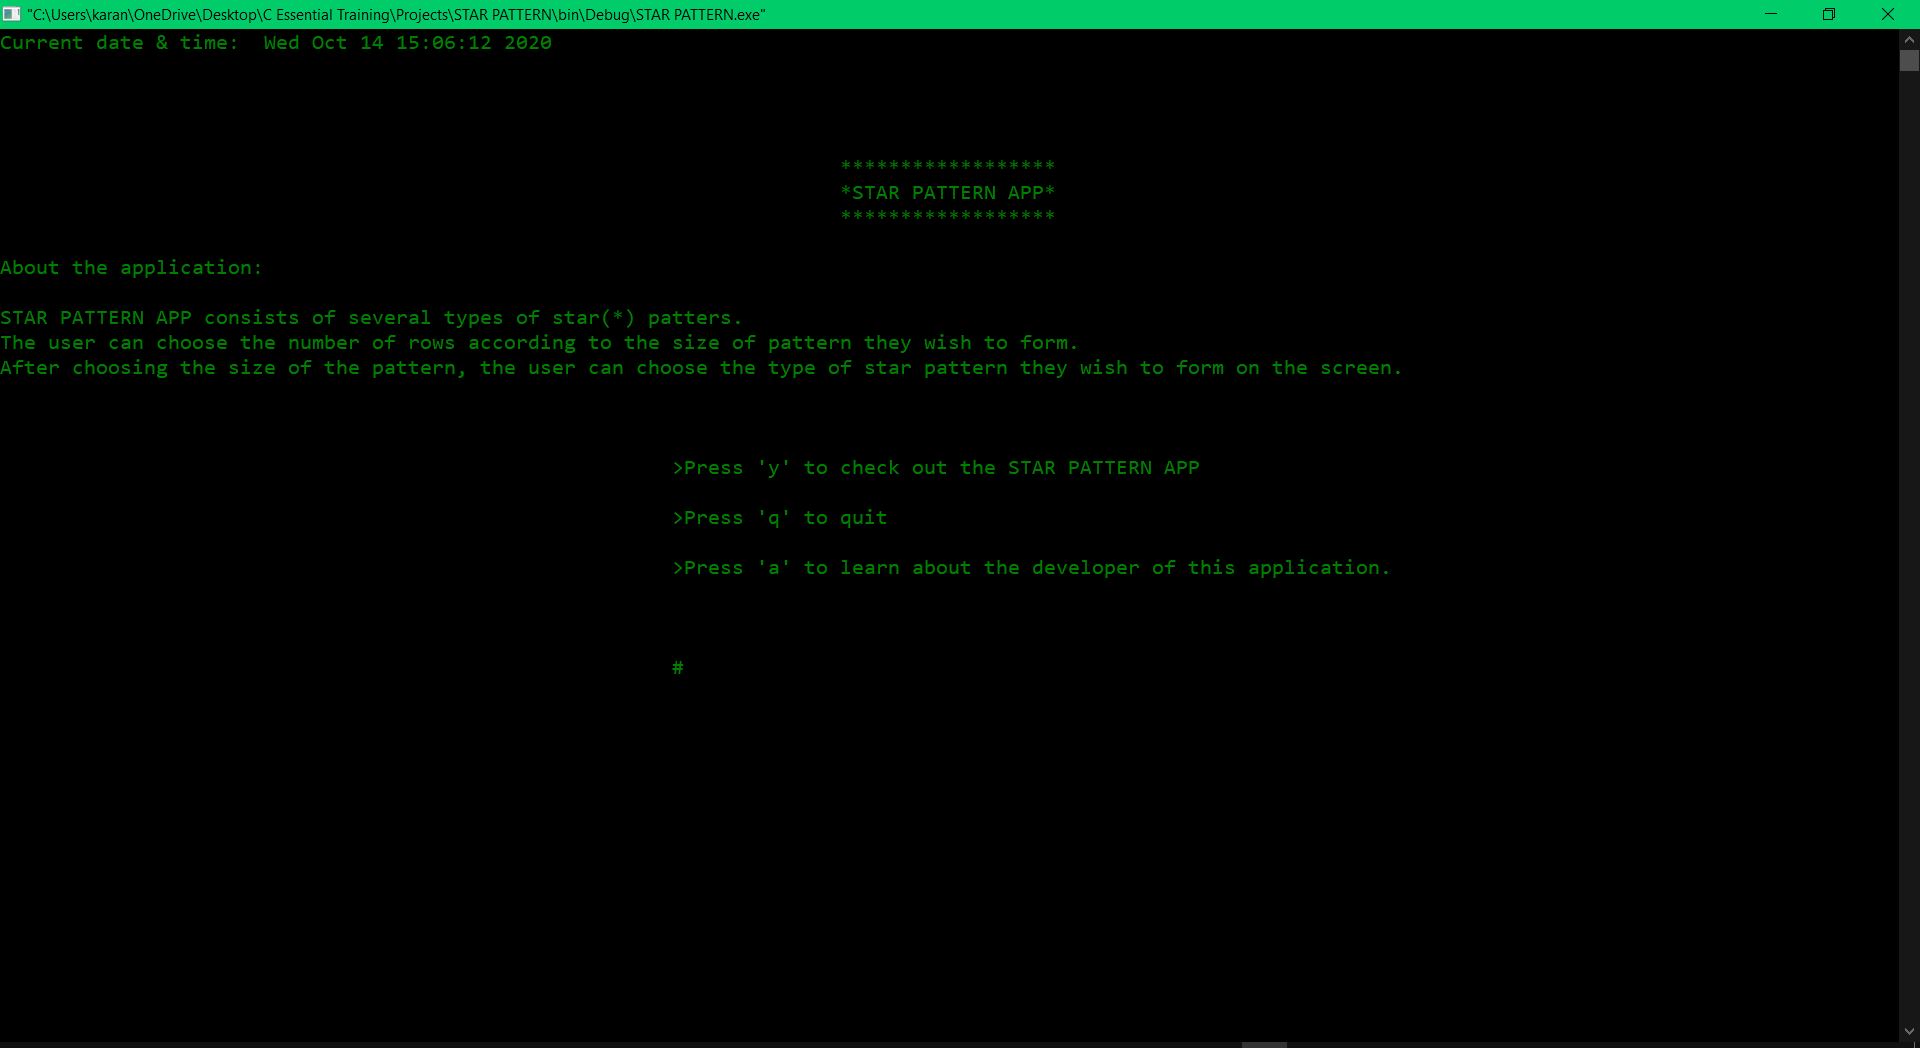 "C:\Users\karan\OneDrive\Desktop\C Essential Training\Projects\STAR PATTERN\bin\Debug\STAR PATTERN.exe"
Current date & time:  Wed Oct 14 15:06:12 2020
******************
*STAR PATTERN APP*
******************
About the application:
STAR PATTERN APP consists of several types of star(*) patters.
The user can choose the number of rows according to the size of pattern they wish to form.
After choosing the size of the pattern, the user can choose the type of star pattern they wish to form on the screen.
>Press 'y' to check out the STAR PATTERN APP
>Press 'q' to quit
>Press 'a' to learn about the developer of this application.
#